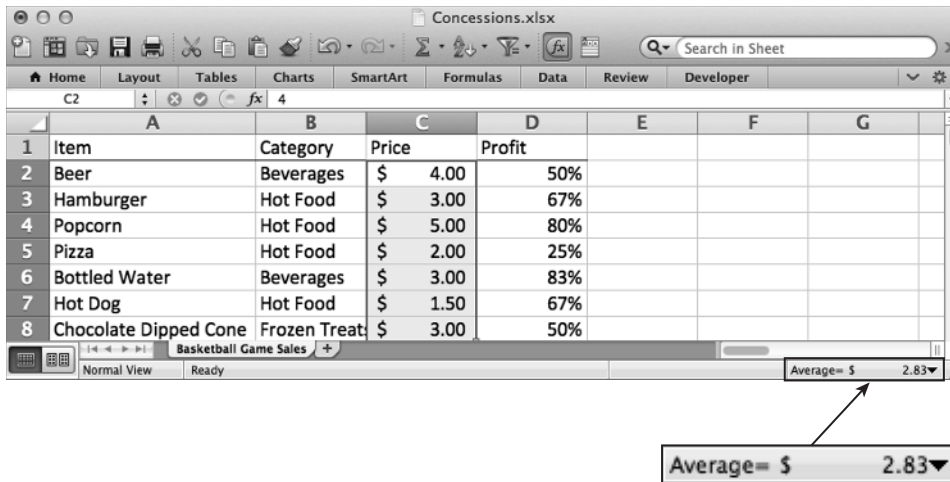 Concessions.xlsx
Search in Sheet
Home Layout Tables Charts SmartArt Formulas Data Review Developer
C2 fx 4
A B C D E F G
1 Item Category Price Profit
2 Beer Beverages $ 4.00 50%
3 Hamburger Hot Food $ 3.00 67%
4 Popcorn Hot Food $ 5.00 80%
5 Pizza Hot Food $ 2.00 25%
6 Bottled Water Beverages $ 3.00 83%
7 Hot Dog Hot Food $ 1.50 67%
8 Chocolate Dipped Cone Frozen Treats $ 3.00 50%
Basketball Game Sales +
Normal View Ready Average= $ 2.83
Average= $ 2.83